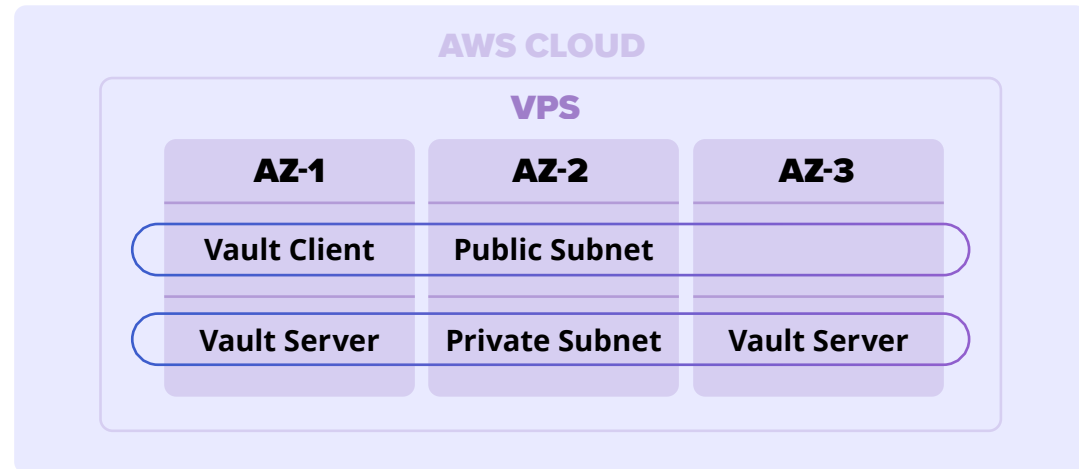 AWS CLOUD
VPS
AZ-1 AZ-2 AZ-3
Vault Client Public Subnet
Vault Server Private Subnet Vault Server